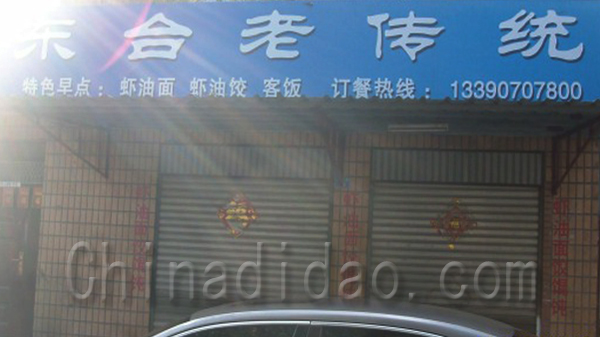 东合老传统
特色早点：虾油面 虾油饺 客饭 订餐热线：13390707800
Chinadidao.com